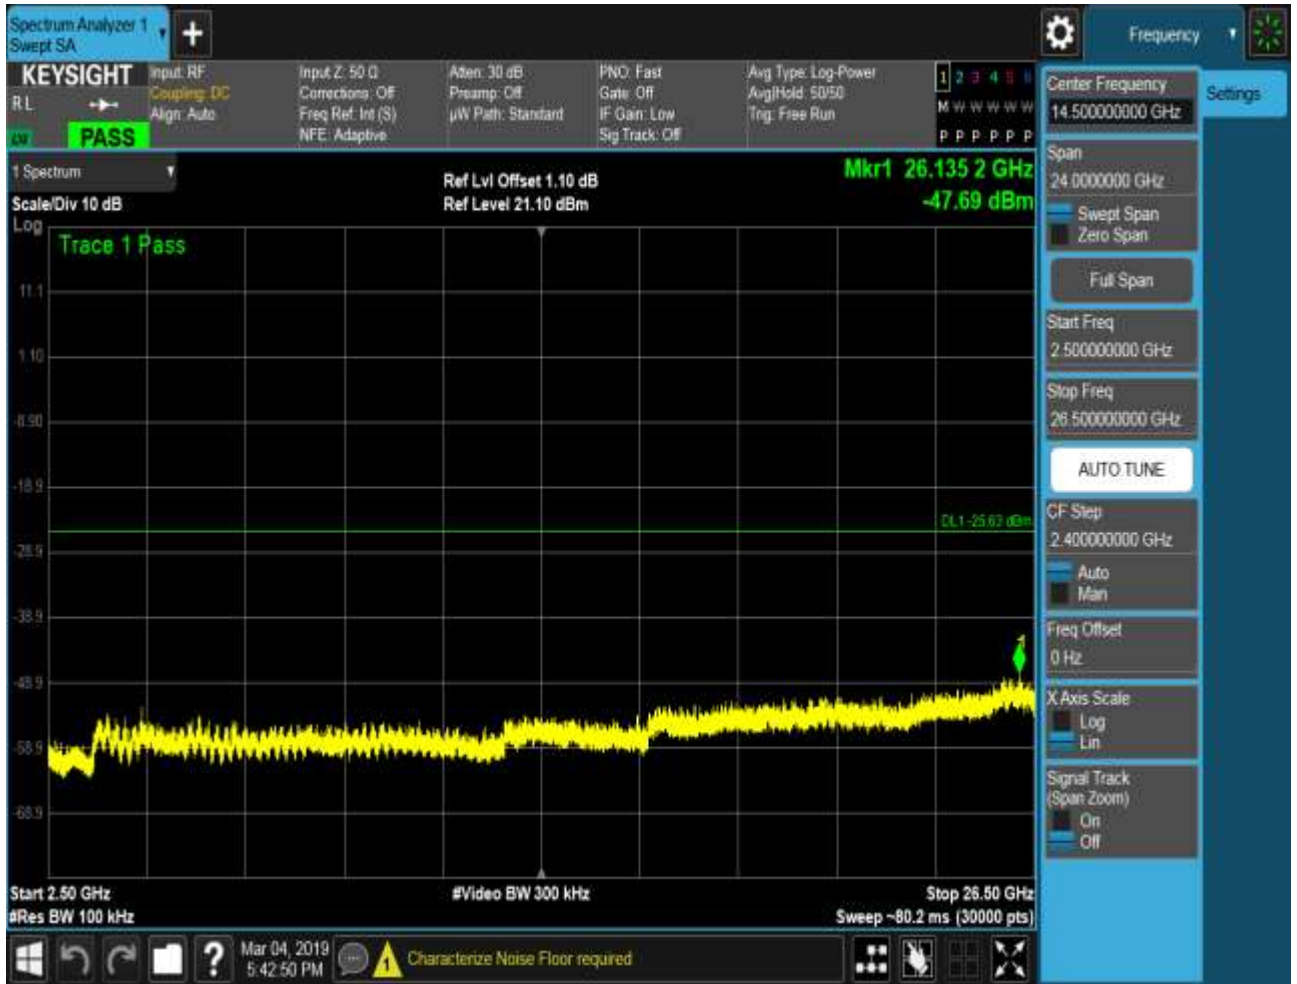 Spectrum Analyzer 1
Swept SA
Frequency
KEYSIGHT
R L
PASS
Input: RF
Coupling: DC
Align: Auto
Input Z: 50 Ω
Corrections: Off
Freq Ref: Int (S)
NFE: Adaptive
Atten: 30 dB
Preamp: Off
µW Path: Standard
PNO: Fast
Gate: Off
IF Gain: Low
Sig Track: Off
Avg Type: Log-Power
Avg|Hold: 50/50
Trig: Free Run
1 2 3 4 5 6
M W W W W W
P P P P P P
1 Spectrum
Scale/Div 10 dB
Ref Lvl Offset 1.10 dB
Ref Level 21.10 dBm
Mkr1 26.135 2 GHz
-47.69 dBm
Log
Trace 1 Pass
11.1
1.10
-8.90
-18.9
DL1 -25.63 dBm
-28.9
-38.9
1
-48.9
-58.9
-68.9
Start 2.50 GHz
#Video BW 300 kHz
Stop 26.50 GHz
#Res BW 100 kHz
Sweep ~80.2 ms (30000 pts)
?
Mar 04, 2019
5:42:50 PM
Characterize Noise Floor required
Center Frequency
14.500000000 GHz
Settings
Span
24.0000000 GHz
Swept Span
Zero Span
Full Span
Start Freq
2.500000000 GHz
Stop Freq
26.500000000 GHz
AUTO TUNE
CF Step
2.400000000 GHz
Auto
Man
Freq Offset
0 Hz
X Axis Scale
Log
Lin
Signal Track
(Span Zoom)
On
Off